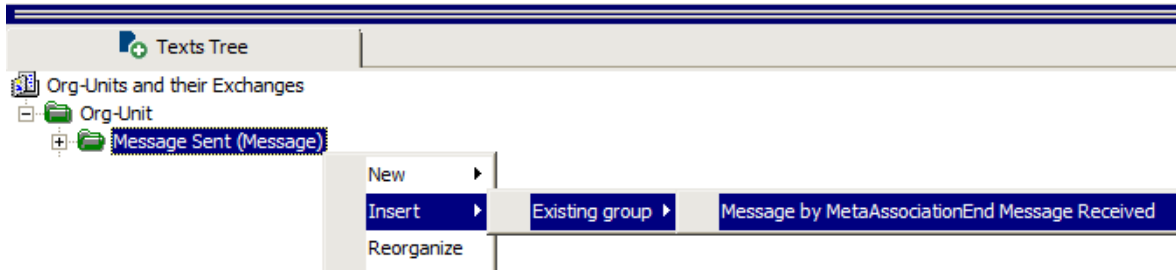 Texts Tree
Org-Units and their Exchanges
Org-Unit
Message Sent (Message)
New
Insert Existing group Message by MetaAssociationEnd Message Received
Reorganize